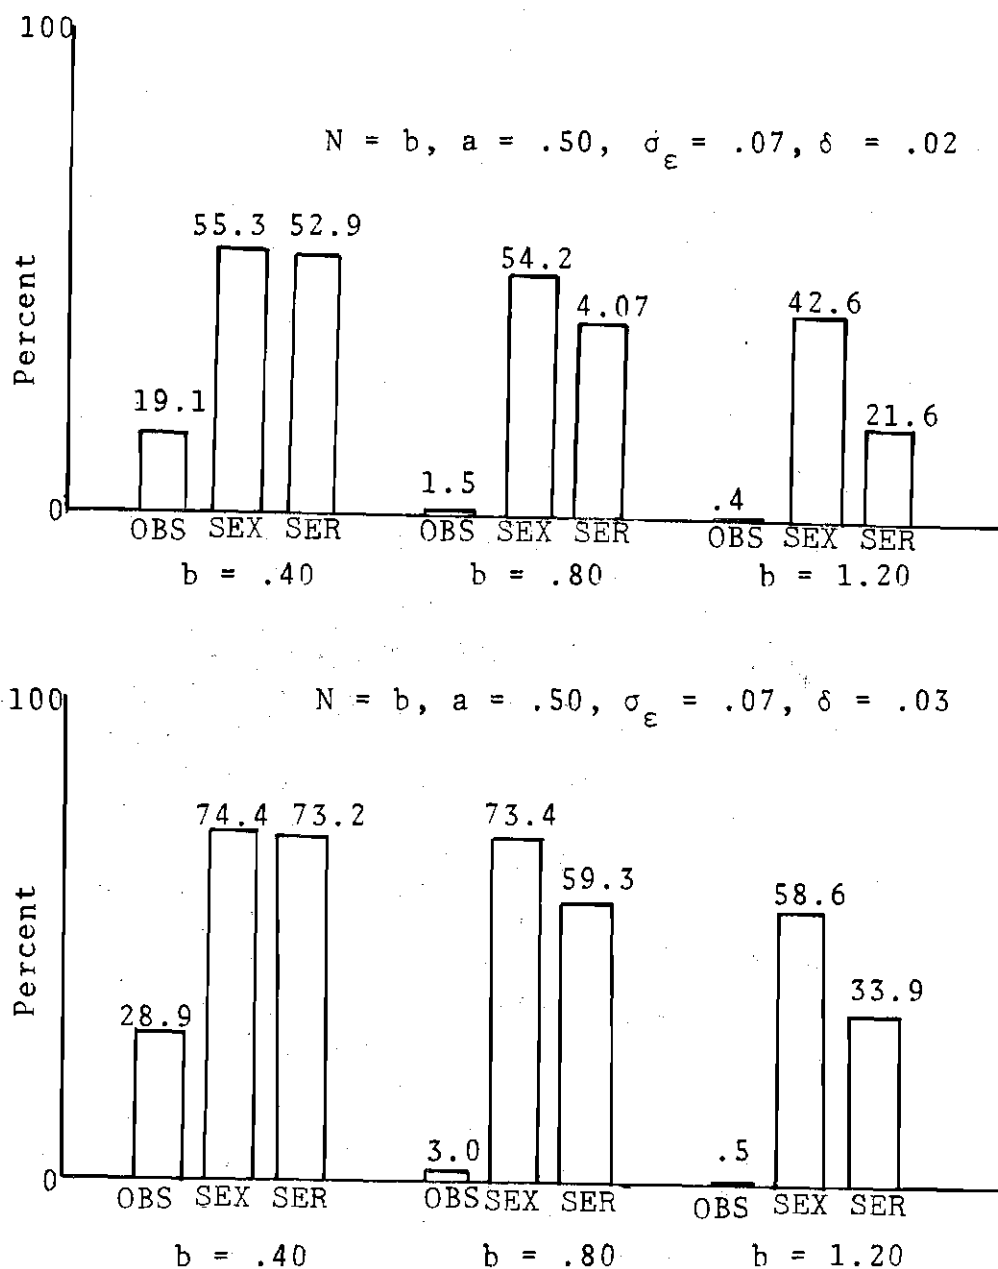 100
N = b, a = .50, σε = .07, δ = .02
55.3 52.9
54.2
4.07
42.6
Percent
19.1
21.6
1.5
.4
0
OBS SEX SER OBS SEX SER OBS SEX SER
b = .40 b = .80 b = 1.20
100
N = b, a = .50, σε = .07, δ = .03
74.4 73.2 73.4
59.3
58.6
Percent
33.9
28.9
3.0
.5
0
OBS SEX SER OBS SEX SER OBS SEX SER
b = .40 b = .80 b = 1.20